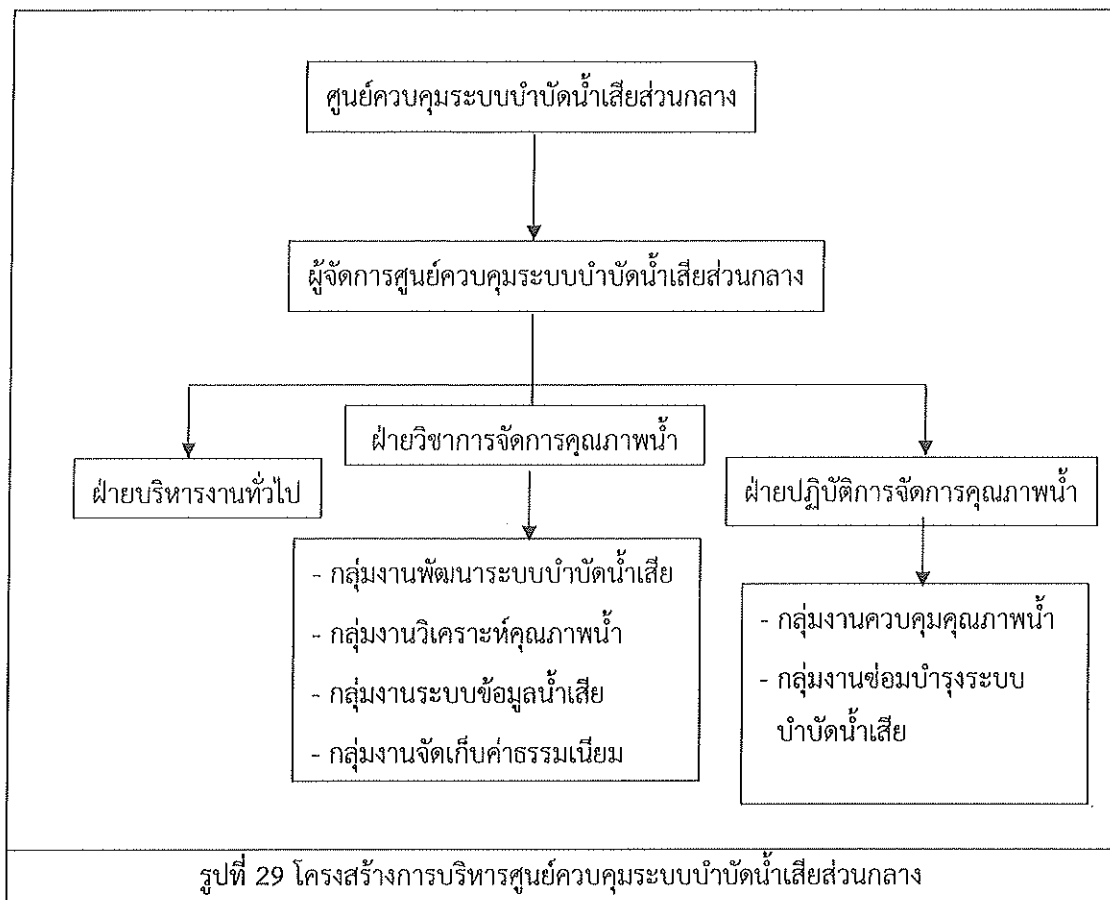 ศูนย์ควบคุมระบบบำบัดน้ำเสียส่วนกลาง
ผู้จัดการศูนย์ควบคุมระบบบำบัดน้ำเสียส่วนกลาง
ฝ่ายบริหารงานทั่วไป
ฝ่ายวิชาการจัดการคุณภาพน้ำ
ฝ่ายปฏิบัติการจัดการคุณภาพน้ำ
- กลุ่มงานพัฒนาระบบบำบัดน้ำเสีย
- กลุ่มงานวิเคราะห์คุณภาพน้ำ
- กลุ่มงานระบบข้อมูลน้ำเสีย
- กลุ่มงานจัดเก็บค่าธรรมเนียม
- กลุ่มงานควบคุมคุณภาพน้ำ
- กลุ่มงานซ่อมบำรุงระบบ
บำบัดน้ำเสีย
รูปที่ 29 โครงสร้างการบริหารศูนย์ควบคุมระบบบำบัดน้ำเสียส่วนกลาง